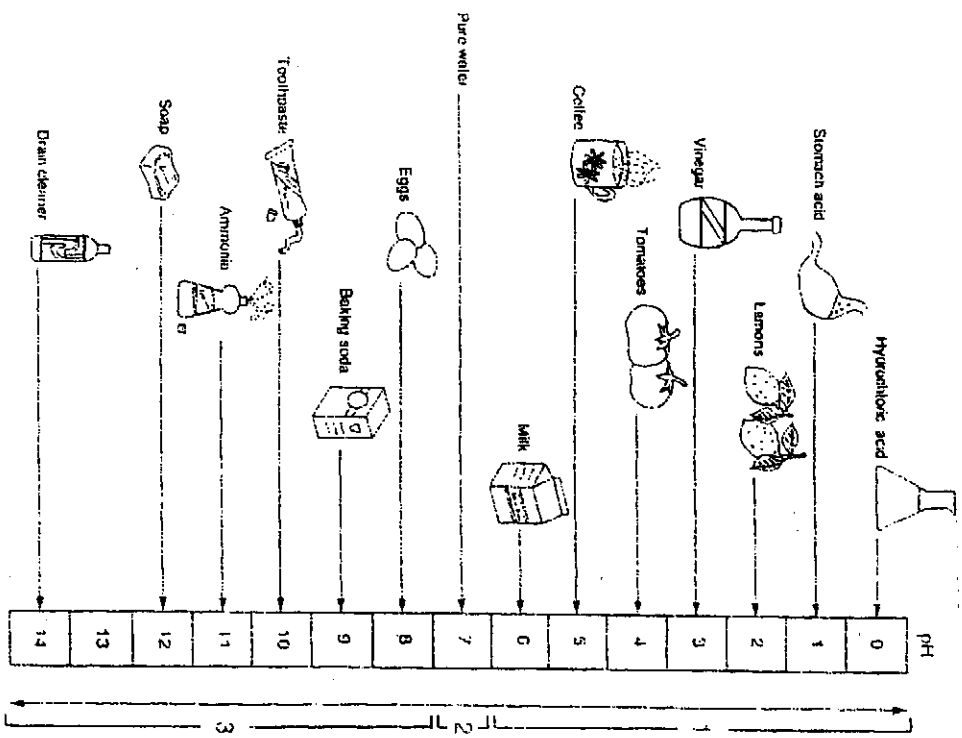 pH
Hydrochloric acid
0
Stomach acid
1
Lemons
2
Vinegar
3
Tomatoes
4
Coffee
5
Milk
6
Pure water
7
Eggs
8
Baking soda
9
Toothpaste
10
Ammonia
11
Soap
12
13
Drain cleaner
14
1
2
3